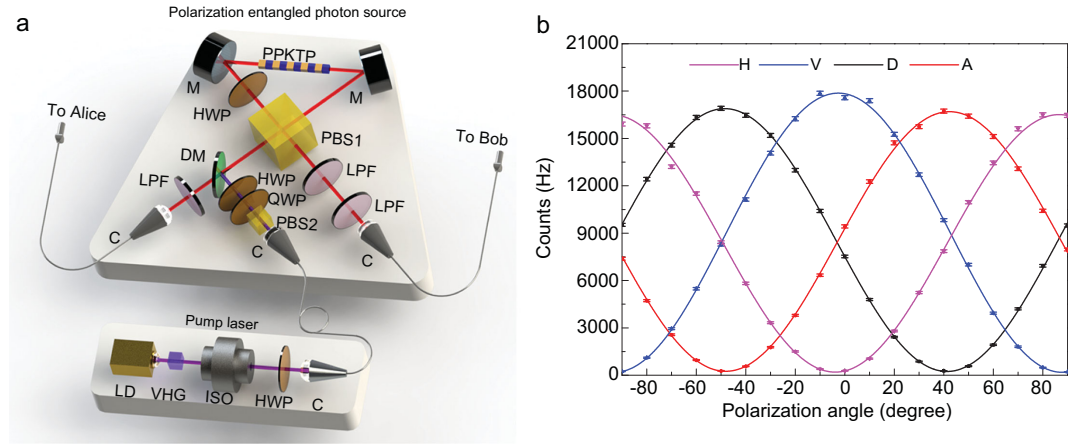 a
Polarization entangled photon source
PPKTP
M
M
HWP
To Alice
To Bob
PBS1
DM
HWP
LPF
LPF
QWP
LPF
PBS2
C
C
C
Pump laser
LD
VHG
ISO
HWP
C
b
21000
18000
15000
12000
9000
6000
3000
0
Counts (Hz)
H V D A
-80 -60 -40 -20 0 20 40 60 80
Polarization angle (degree)